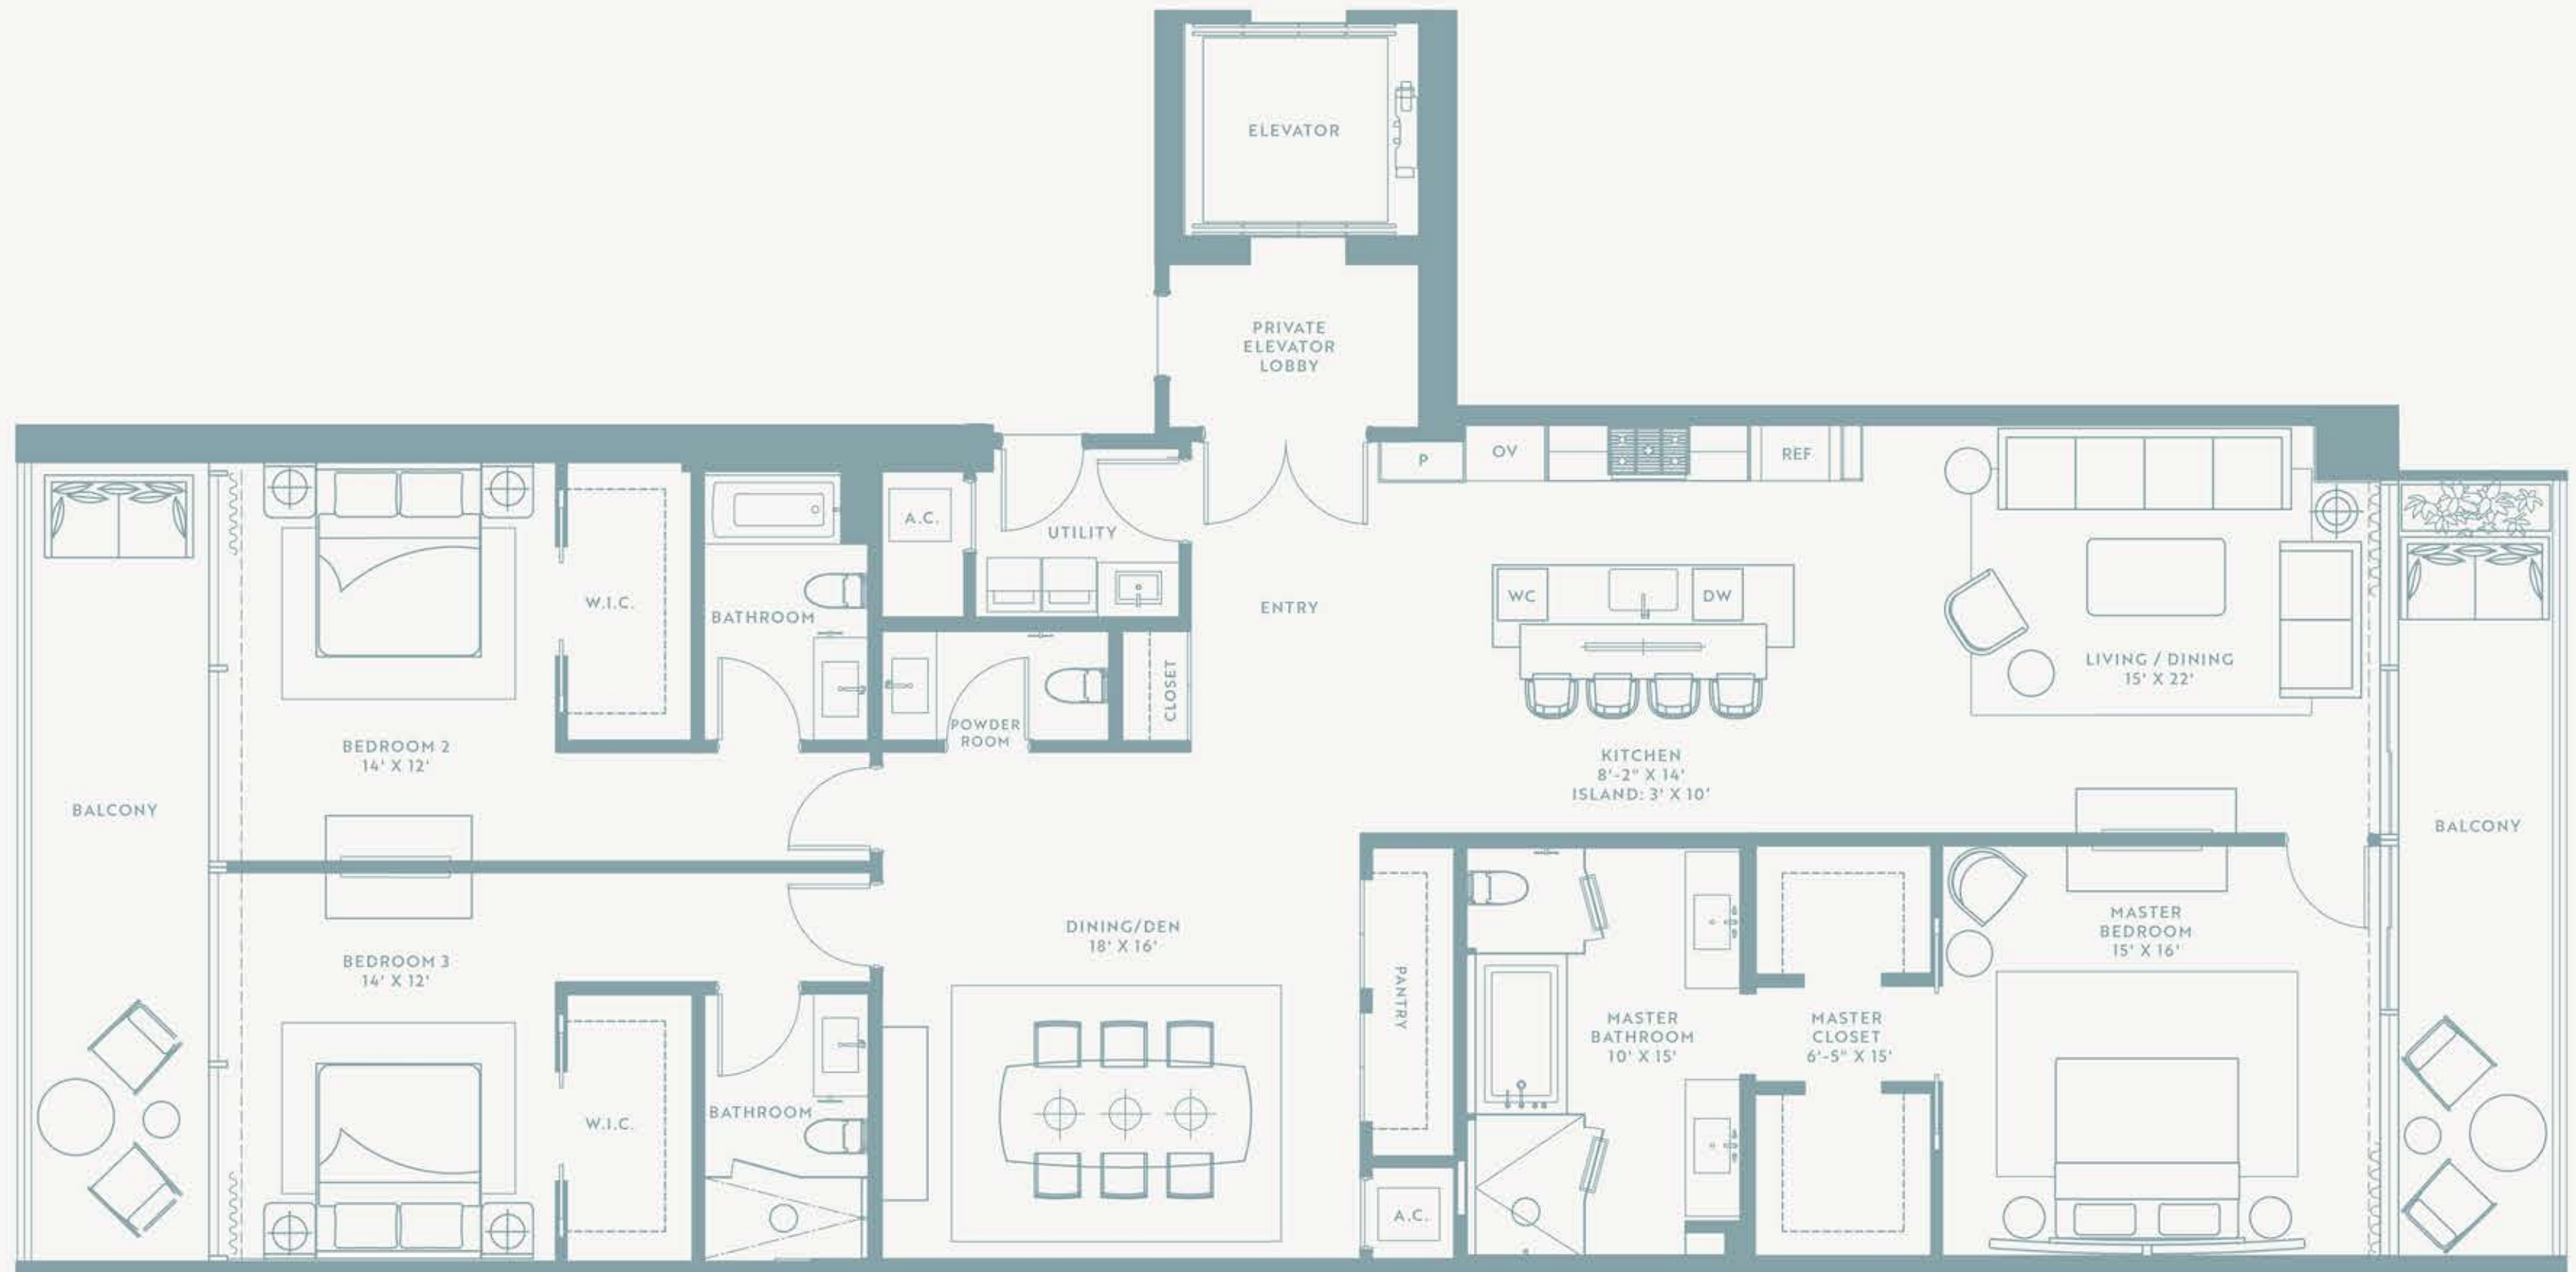 ELEVATOR
PRIVATE
ELEVATOR
LOBBY
P
OV
REF
A.C.
UTILITY
W.I.C.
BATHROOM
ENTRY
WC
DW
CLOSET
POWDER
ROOM
LIVING / DINING
15' X 22'
BEDROOM 2
14' X 12'
KITCHEN
8'-2" X 14'
ISLAND: 3' X 10'
BALCONY
BALCONY
DINING/DEN
18' X 16'
MASTER
BEDROOM
15' X 16'
BEDROOM 3
14' X 12'
PANTRY
MASTER
BATHROOM
10' X 15'
MASTER
CLOSET
6'-5" X 15'
BATHROOM
W.I.C.
A.C.